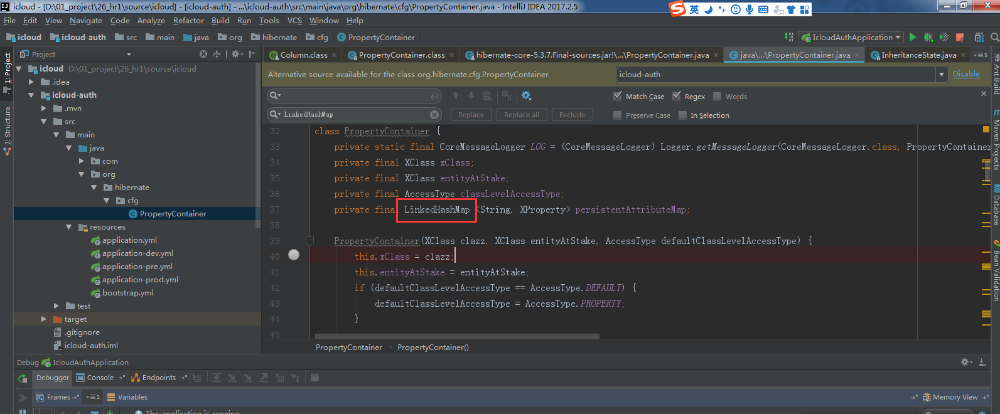 icloud - [D:\01_project\26_hr1\source\icloud] - [icloud-auth] - ...\icloud-auth\src\main\java\org\hibernate\cfg\PropertyContainer.java - IntelliJ IDEA 2017.2.5
英
File Edit View Navigate Code Analyze Refactor Build Run Tools VCS Window Help
icloud icloud-auth src main java org hibernate cfg PropertyContainer
IcloudAuthApplication
Project
Column.class PropertyContainer.class hibernate-core-5.3.7.Final-sources.jar!\...\PropertyContainer.java java\...\PropertyContainer.java InheritanceState.java
1: Project
7: Structure
icloud D:\01_project\26_hr1\source\icloud
.idea
icloud-auth
.mvn
src
main
java
com
org
hibernate
cfg
PropertyContainer
resources
application.yml
application-dev.yml
application-pre.yml
application-prod.yml
bootstrap.yml
test
target
.gitignore
icloud-auth.iml
Alternative source available for the class org.hibernate.cfg.PropertyContainer icloud-auth Disable
Match Case Regex Words
LinkedHashMap Replace Replace all Exclude Preserve Case In Selection
32 class PropertyContainer {
33 private static final CoreMessageLogger LOG = (CoreMessageLogger) Logger.getMessageLogger(CoreMessageLogger.class, PropertyContainer
34 private final XClass xClass;
35 private final XClass entityAtStake;
36 private final AccessType classLevelAccessType;
37 private final LinkedHashMap <String, XProperty> persistentAttributeMap;
38
39 PropertyContainer(XClass clazz, XClass entityAtStake, AccessType defaultClassLevelAccessType) {
40 this.xClass = clazz;
41 this.entityAtStake = entityAtStake;
42 if (defaultClassLevelAccessType == AccessType.DEFAULT) {
43 defaultClassLevelAccessType = AccessType.PROPERTY;
44 }
45
PropertyContainer › PropertyContainer()
Ant Build
Maven Projects
Database
Bean Validation
Debug IcloudAuthApplication
Debugger Console Endpoints
Frames Variables Memory View
The application is running